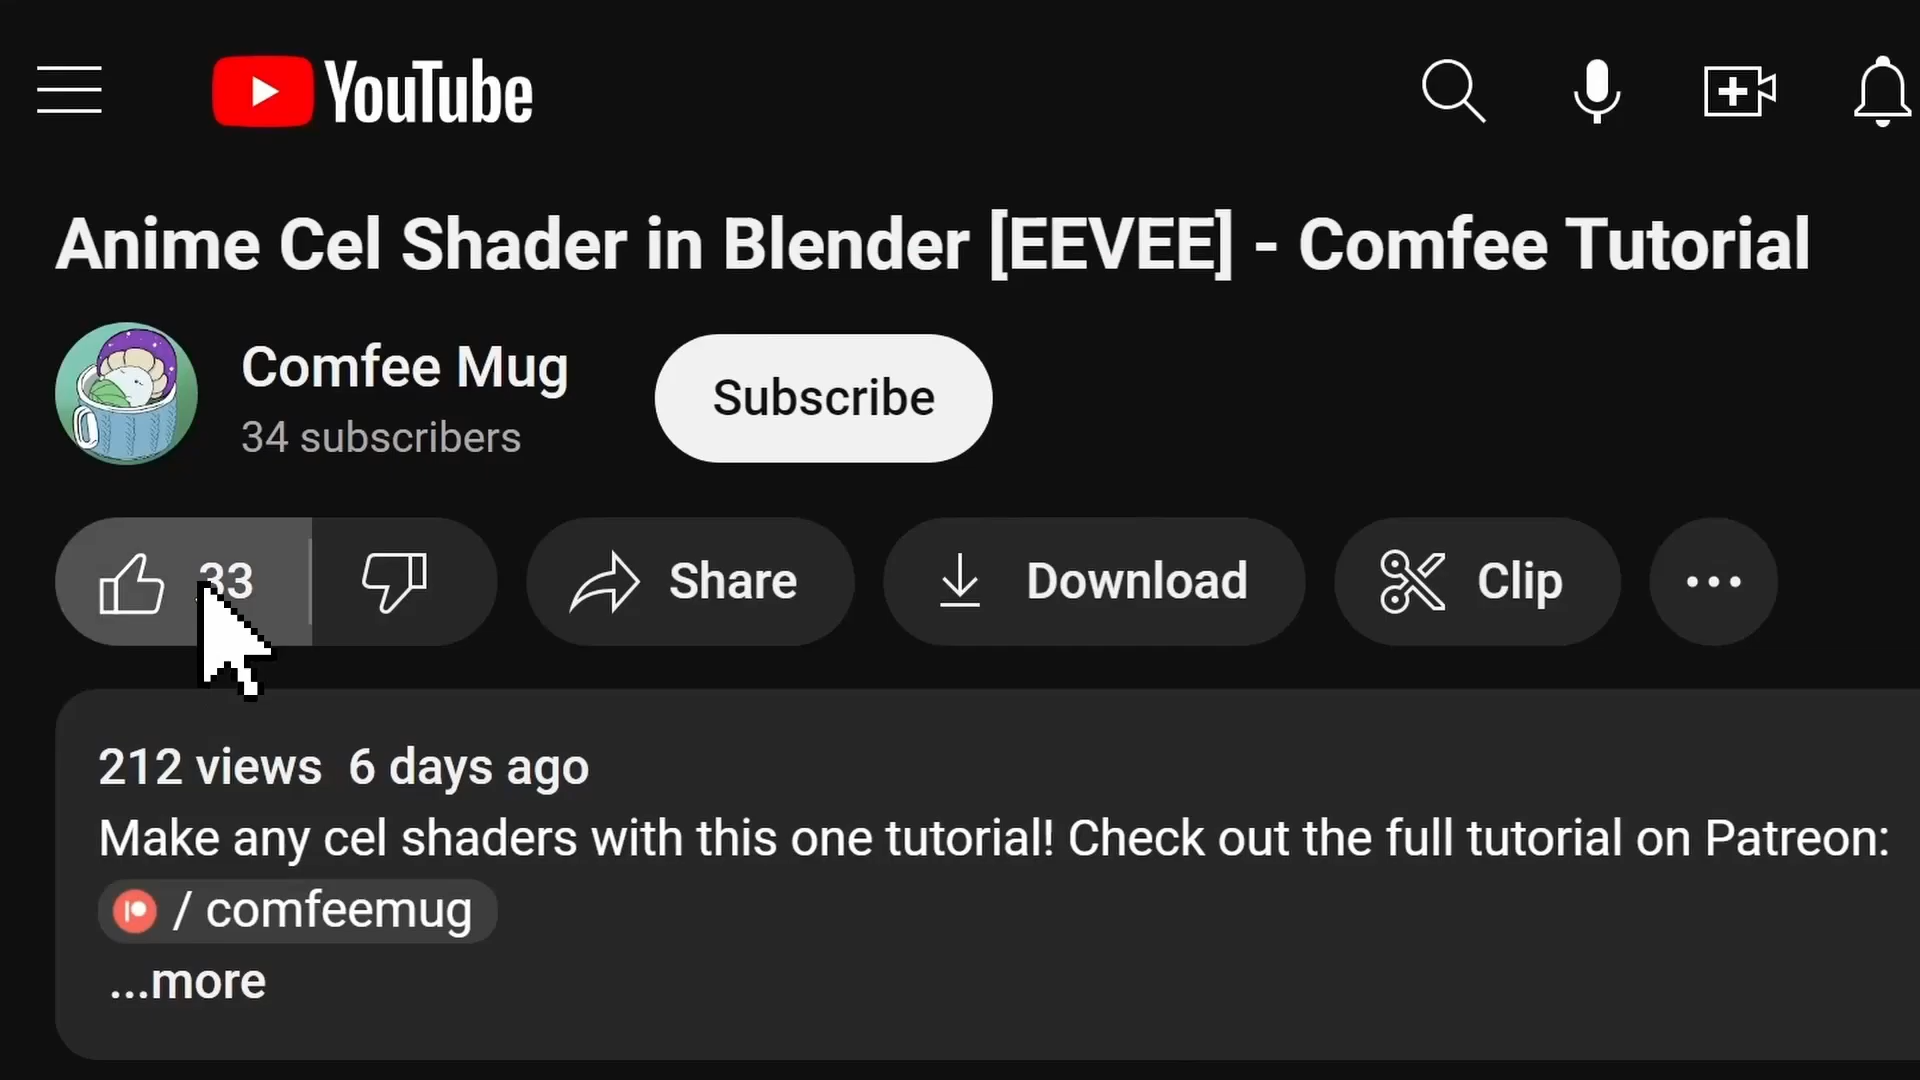 YouTube
Anime Cel Shader in Blender [EEVEE] - Comfee Tutorial
Comfee Mug
34 subscribers
Subscribe
33
Share
Download
Clip
212 views 6 days ago
Make any cel shaders with this one tutorial! Check out the full tutorial on Patreon:
/ comfeemug
...more